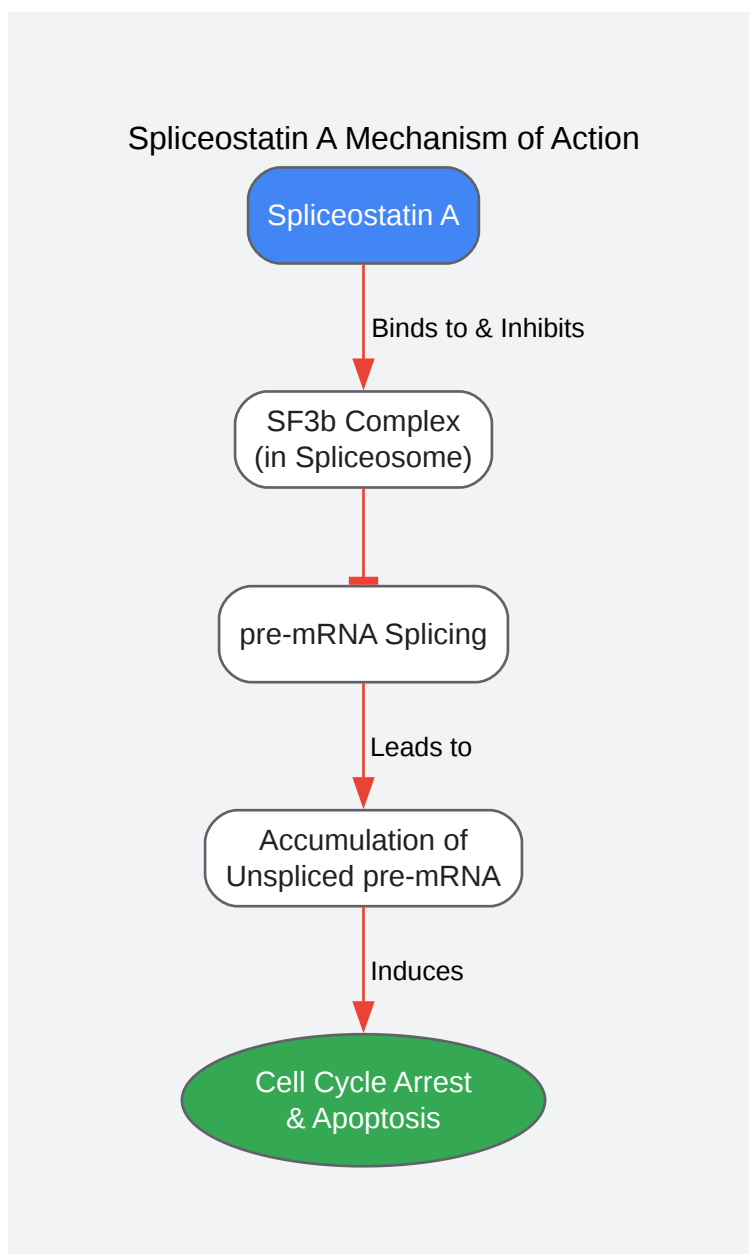 Spliceostatin A Mechanism of Action
Spliceostatin A
Binds to & Inhibits
SF3b Complex
(in Spliceosome)
pre-mRNA Splicing
Leads to
Accumulation of
Unspliced pre-mRNA
Induces
Cell Cycle Arrest
& Apoptosis